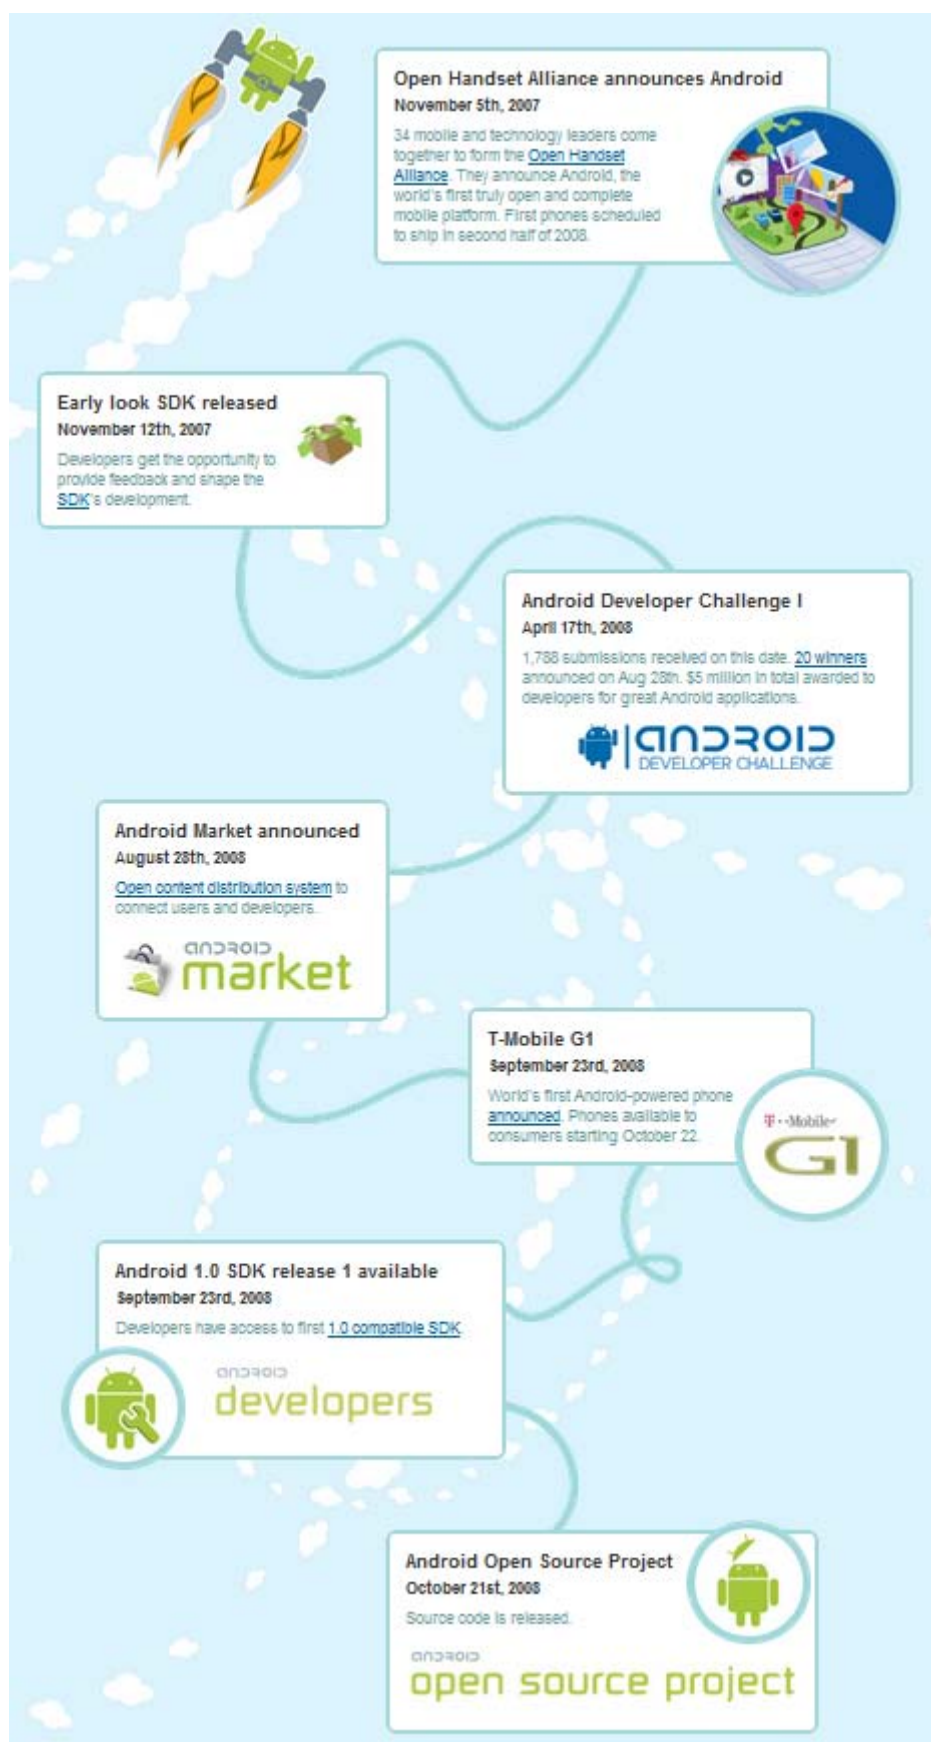 Open Handset Alliance announces Android
November 5th, 2007
34 mobile and technology leaders come
together to form the Open Handset
Alliance. They announce Android, the
world's first truly open and complete
mobile platform. First phones scheduled
to ship in second half of 2008.
Early look SDK released
November 12th, 2007
Developers get the opportunity to
provide feedback and shape the
SDK's development.
Android Developer Challenge I
April 17th, 2008
1,788 submissions received on this date. 20 winners
announced on Aug 28th. $5 million in total awarded to
developers for great Android applications.
ANDROID
DEVELOPER CHALLENGE
Android Market announced
August 28th, 2008
Open content distribution system to
connect users and developers.
ANDROID
market
T-Mobile G1
September 23rd, 2008
World's first Android-powered phone
announced. Phones available to
consumers starting October 22.
T-Mobile
G1
Android 1.0 SDK release 1 available
September 23rd, 2008
Developers have access to first 1.0 compatible SDK.
ANDROID
developers
Android Open Source Project
October 21st, 2008
Source code is released.
ANDROID
open source project